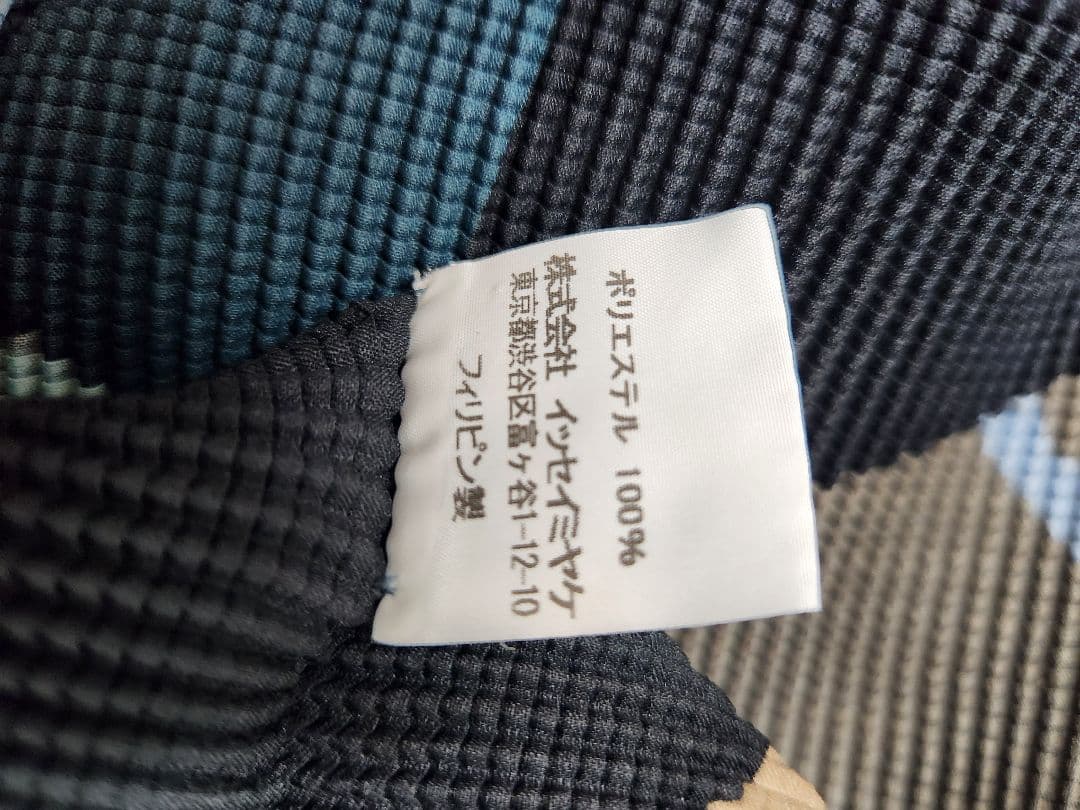 ポリエステル 100%
株式会社 イッセイミヤケ
東京都渋谷区富ヶ谷1-12-10
フィリピン製